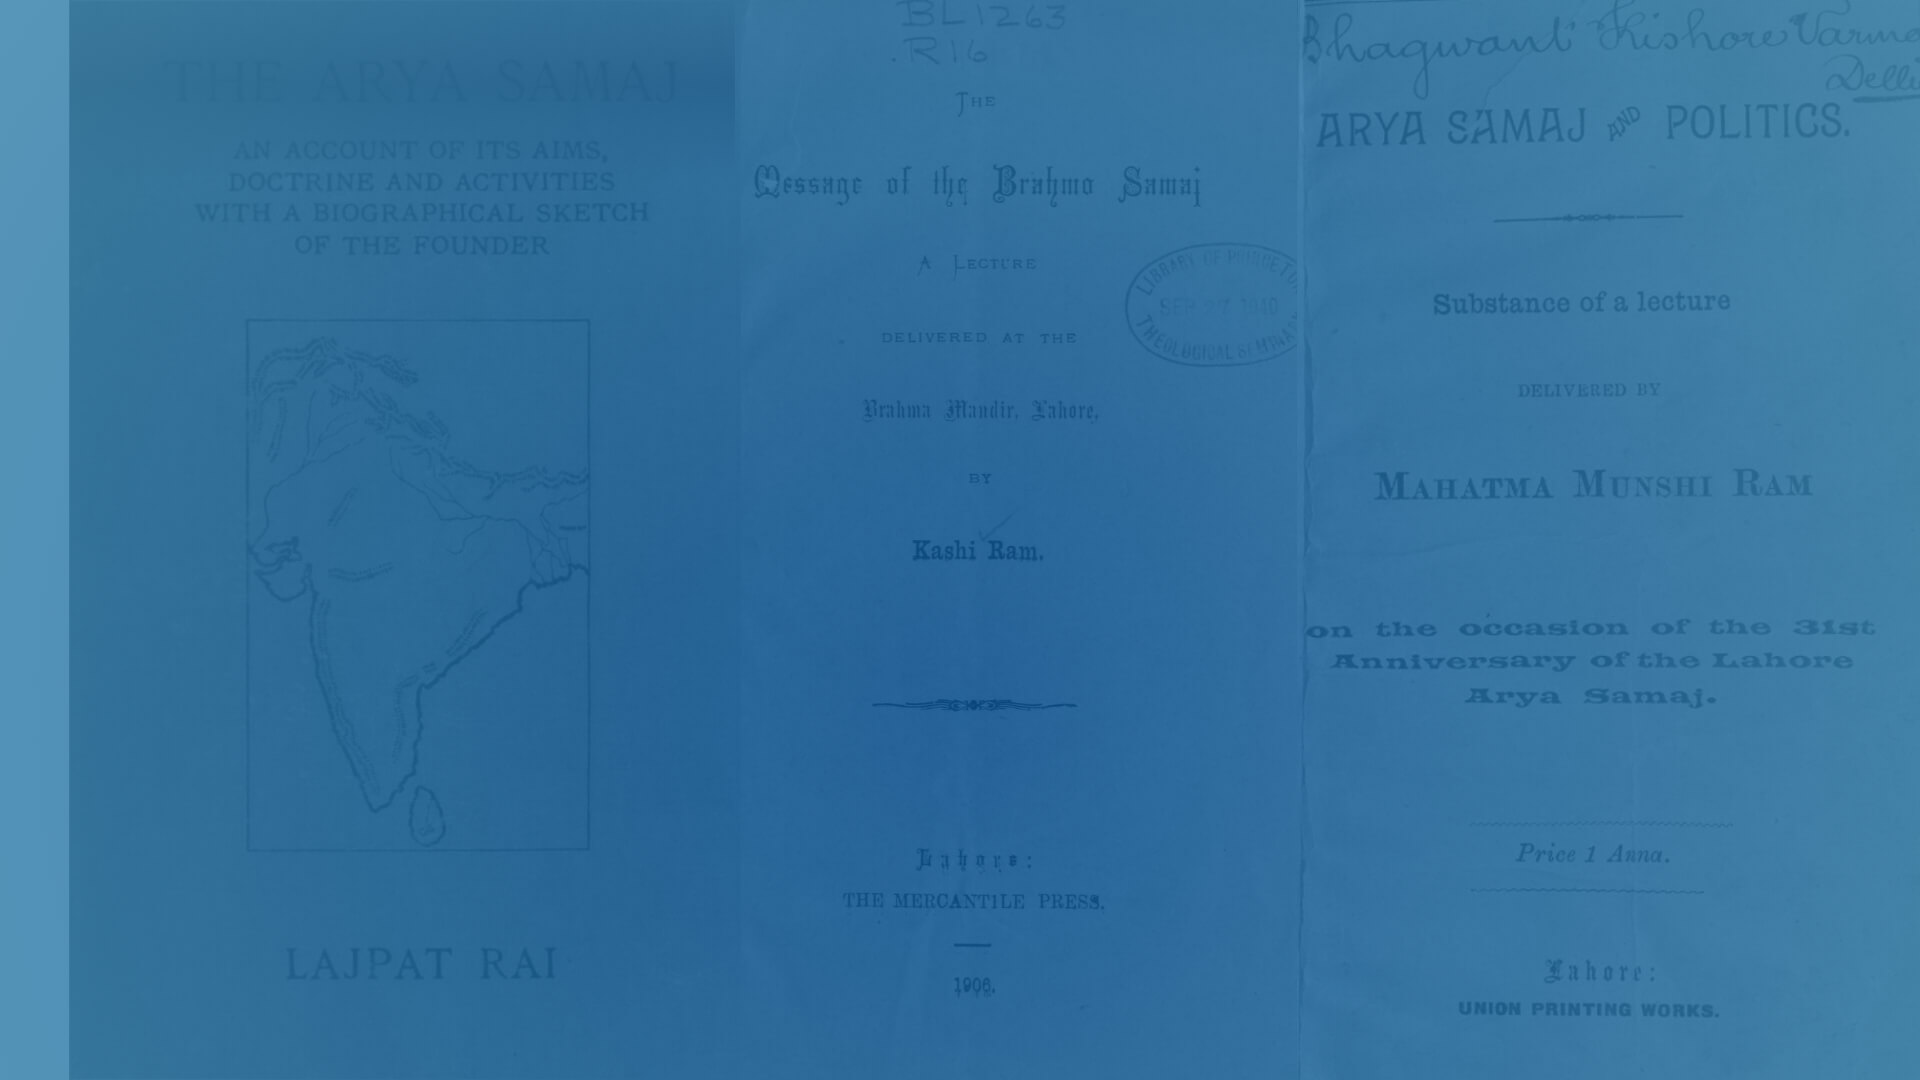 THE ARYA SAMAJ
AN ACCOUNT OF ITS AIMS,
DOCTRINE AND ACTIVITIES
WITH A BIOGRAPHICAL SKETCH
OF THE FOUNDER
LAJPAT RAI
BL1263
.R16
THE
Message of the Brahmo Samaj
A LECTURE
DELIVERED AT THE
Brahma Mandir, Lahore,
BY
Kashi Ram.
LIBRARY OF PRINCETON
SEP 27 1940
THEOLOGICAL SEMINARY
Lahore:
THE MERCANTILE PRESS.
1906.
Bhagwant Kishore Varma
Delhi
ARYA SAMAJ AND POLITICS.
Substance of a lecture
DELIVERED BY
MAHATMA MUNSHI RAM
on the occasion of the 31st
Anniversary of the Lahore
Arya Samaj.
Price 1 Anna.
Lahore:
UNION PRINTING WORKS.